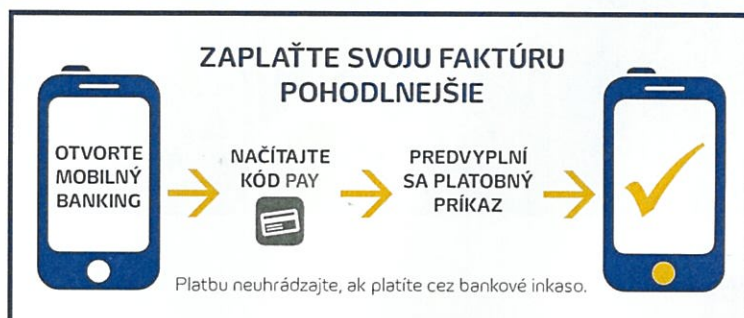 ZAPLAŤTE SVOJU FAKTÚRU
POHODLNEJŠIE
OTVORTE
MOBILNÝ
BANKING
NAČÍTAJTE
KÓD PAY
PREDVYPLNÍ
SA PLATOBNÝ
PRÍKAZ
Platbu neuhrádzajte, ak platíte cez bankové inkaso.